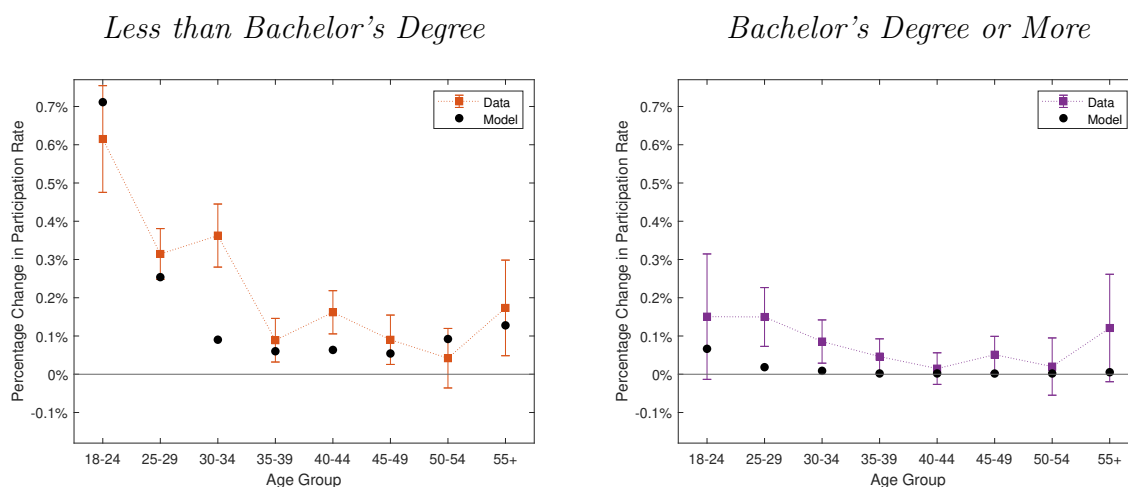 Less than Bachelor's Degree
Percentage Change in Participation Rate
0.7%
0.6%
0.5%
0.4%
0.3%
0.2%
0.1%
0%
-0.1%
Data
Model
18-24 25-29 30-34 35-39 40-44 45-49 50-54 55+
Age Group
Bachelor's Degree or More
Percentage Change in Participation Rate
0.7%
0.6%
0.5%
0.4%
0.3%
0.2%
0.1%
0%
-0.1%
Data
Model
18-24 25-29 30-34 35-39 40-44 45-49 50-54 55+
Age Group